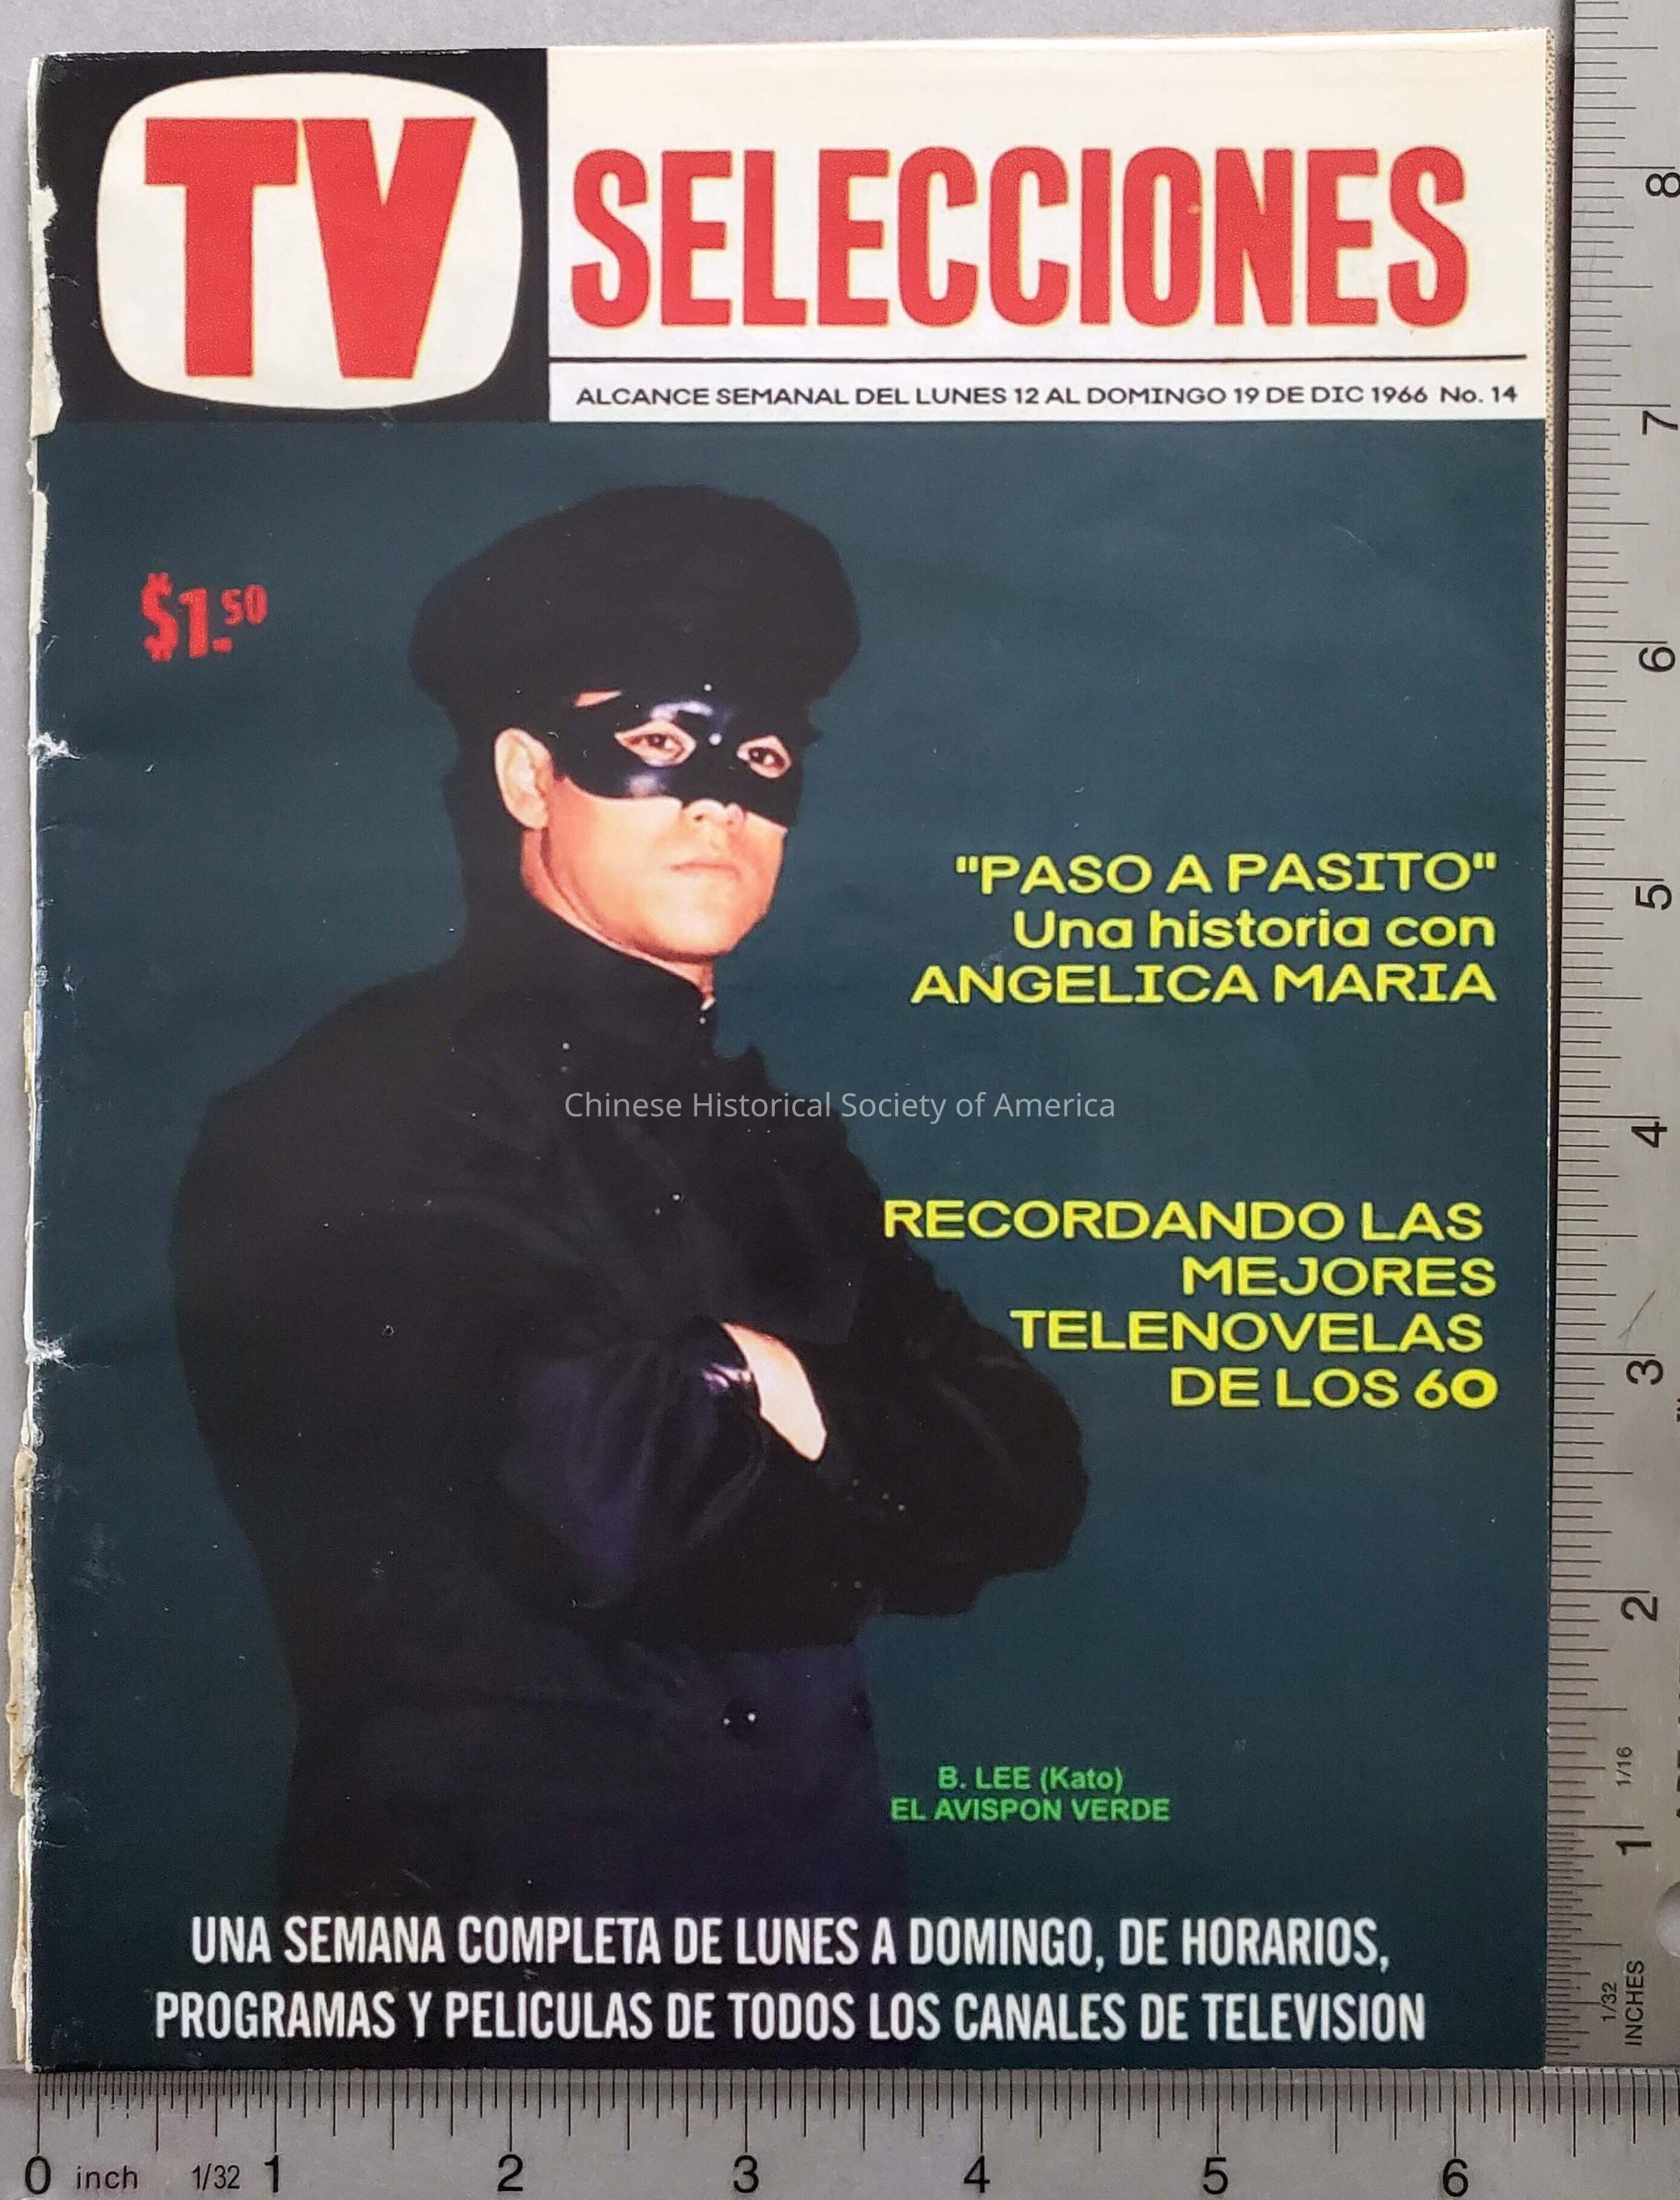 TV
SELECCIONES
ALCANCE SEMANAL DEL LUNES 12 AL DOMINGO 19 DE DIC 1966 No. 14
$1.50
"PASO A PASITO"
Una historia con
ANGELICA MARIA
Chinese Historical Society of America
RECORDANDO LAS
MEJORES
TELENOVELAS
DE LOS 60
B. LEE (Kato)
EL AVISPON VERDE
UNA SEMANA COMPLETA DE LUNES A DOMINGO, DE HORARIOS,
PROGRAMAS Y PELICULAS DE TODOS LOS CANALES DE TELEVISION
8
7
6
5
4
3
2
1
1/16
1/32
INCHES
0 inch 1/32 1 2 3 4 5 6